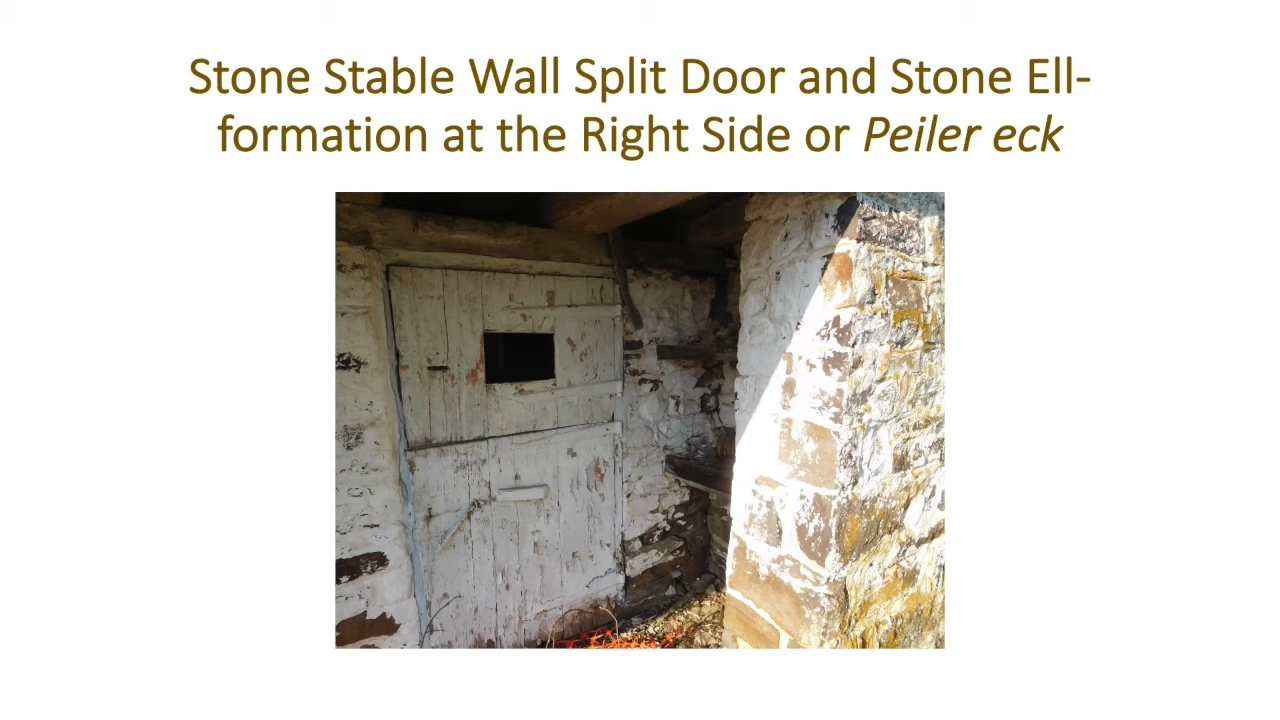 Stone Stable Wall Split Door and Stone Ell-
formation at the Right Side or Peiler eck